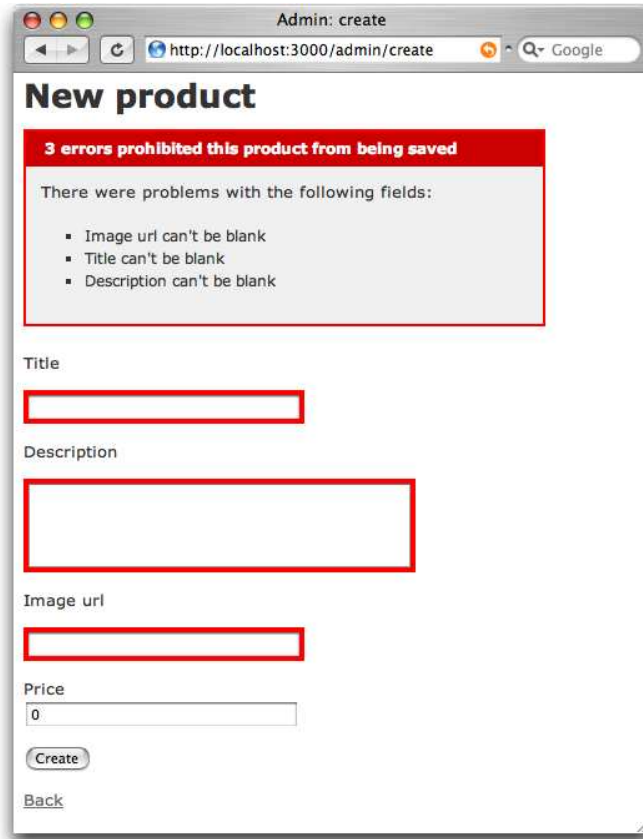 Admin: create
http://localhost:3000/admin/create
Google
New product
3 errors prohibited this product from being saved
There were problems with the following fields:
Image url can't be blank
Title can't be blank
Description can't be blank
Title
Description
Image url
Price
0
Create
Back